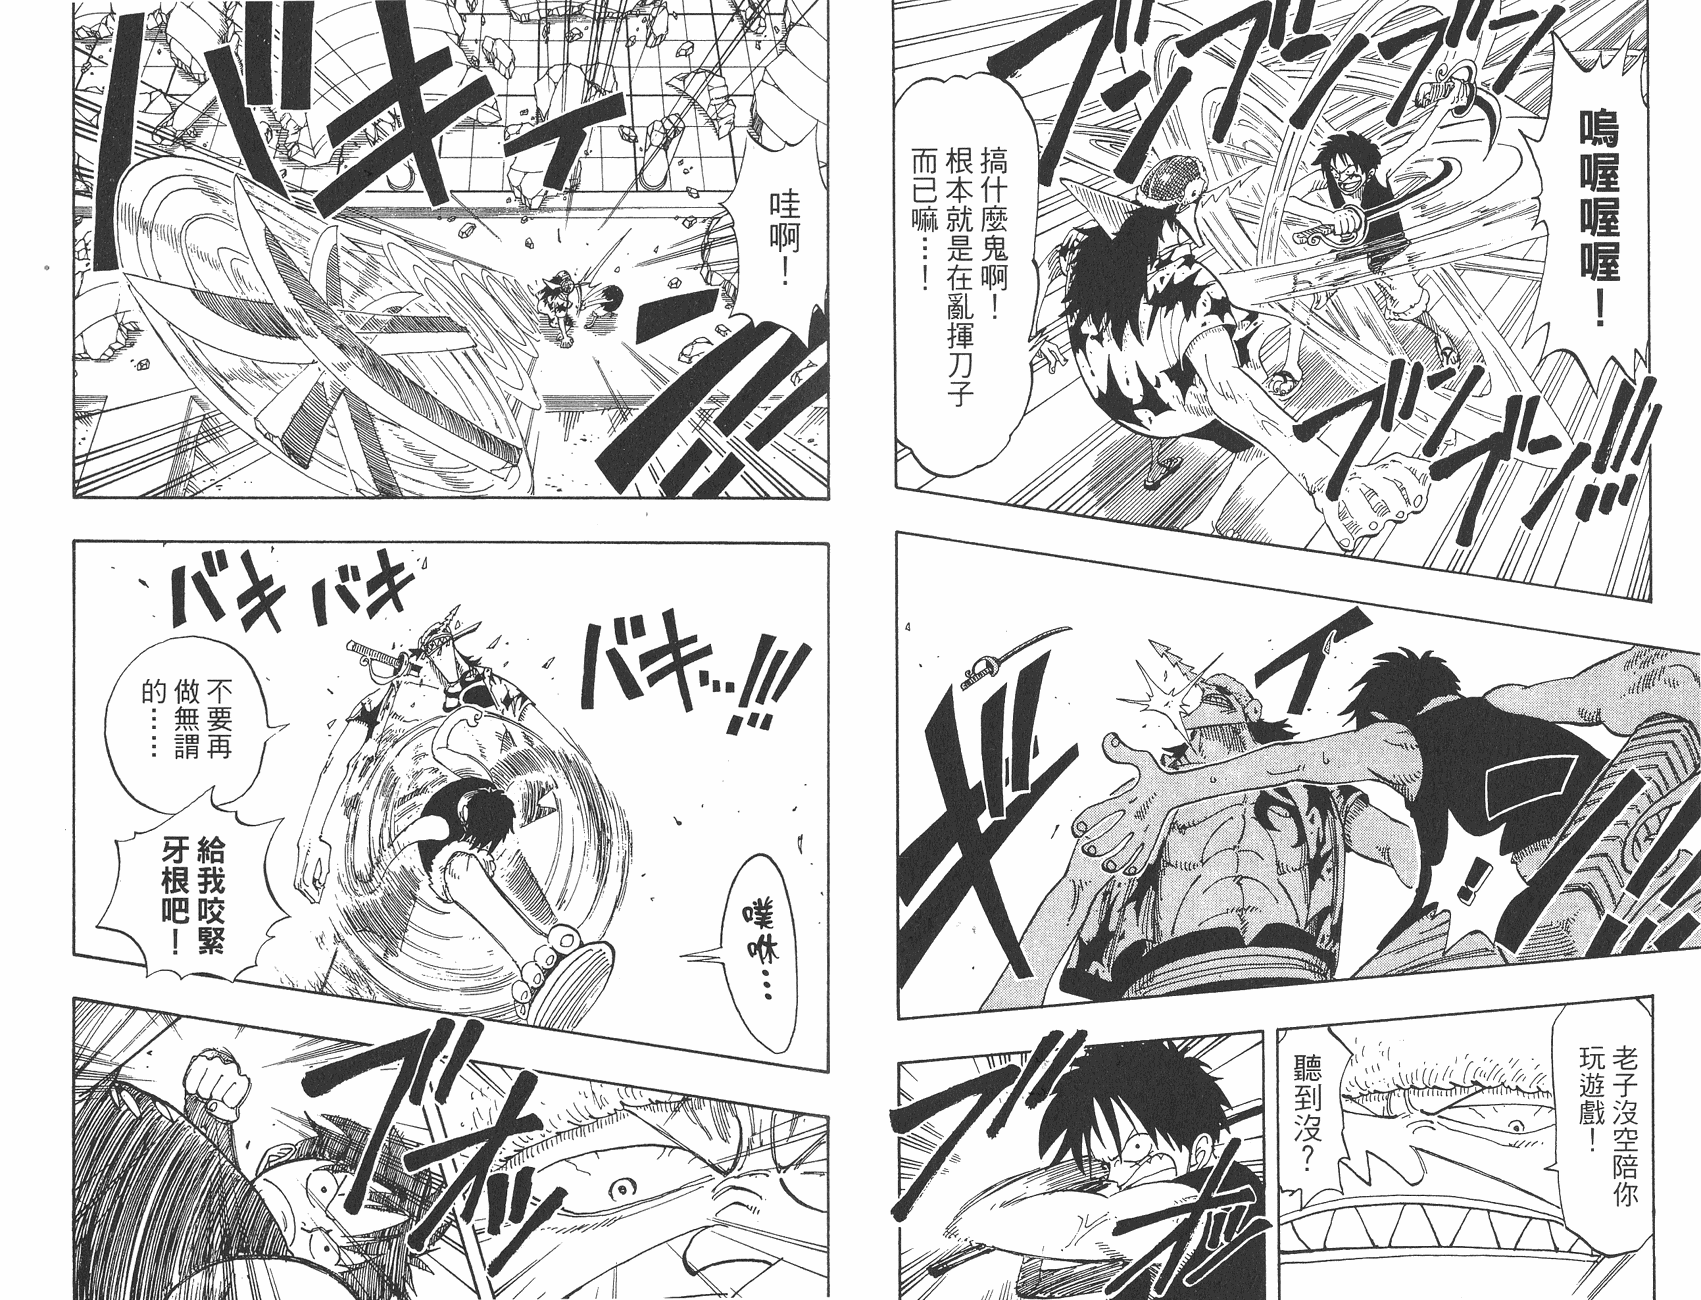 ブンブンブン
嗚喔喔喔！
搞什麼鬼啊！
根本就是在亂揮刀子
而已嘛…！
ブンブオン!!!
ギィン
!
老子沒空陪你
玩遊戲！
聽到沒？
ブオッ
バキィ
哇啊！
バキ
バキ
バキ…!!!
不要再
做無謂
的……
給我咬緊
牙根吧！
噗咻…
ブン